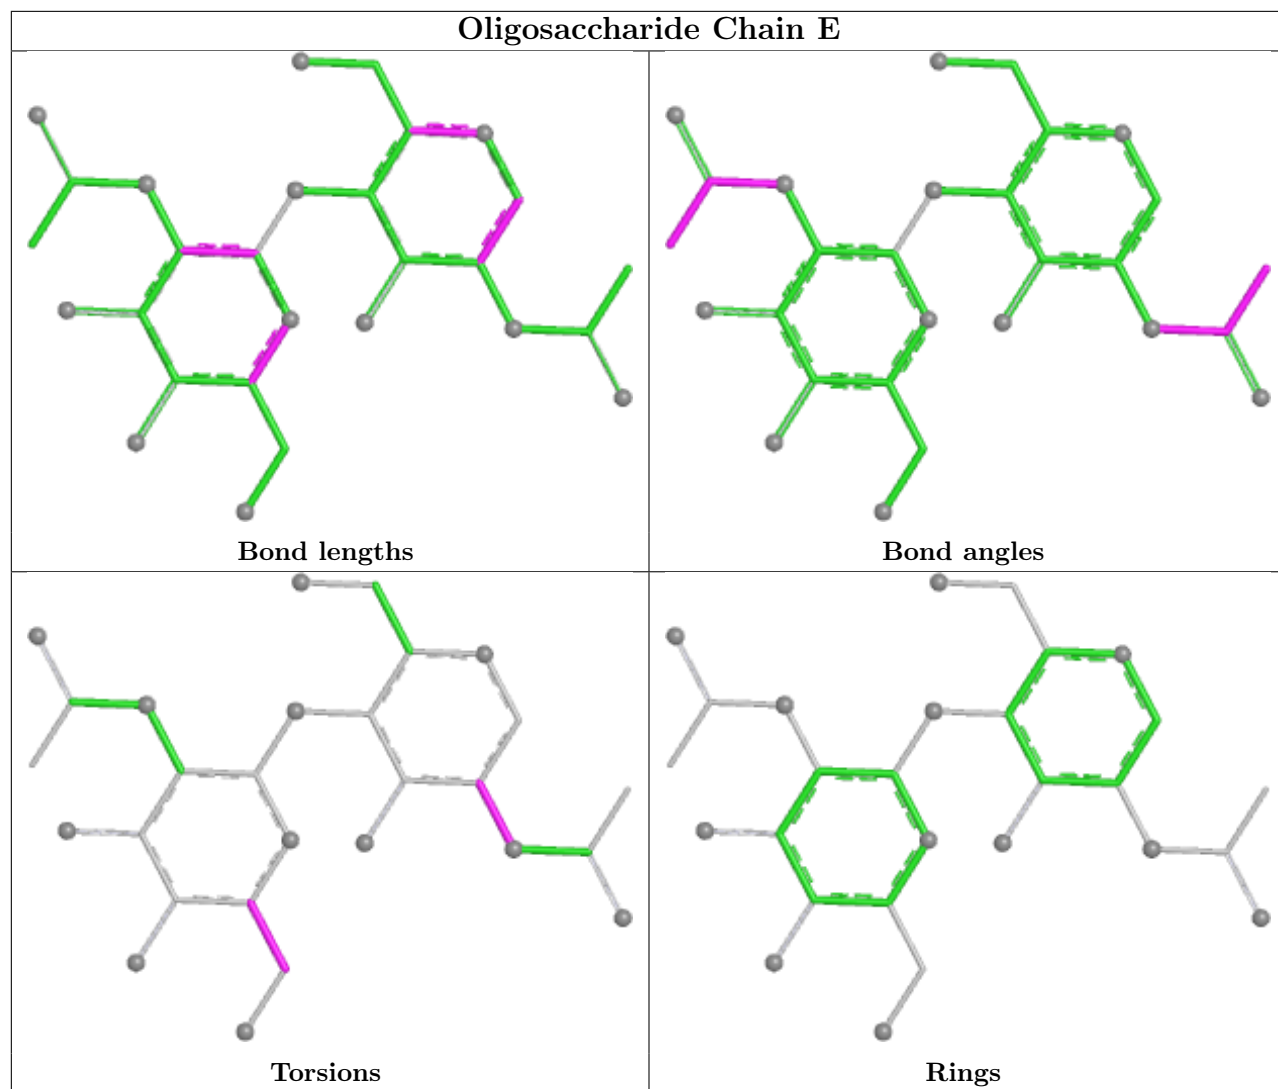 Oligosaccharide Chain E
Bond lengths
Bond angles
Torsions
Rings